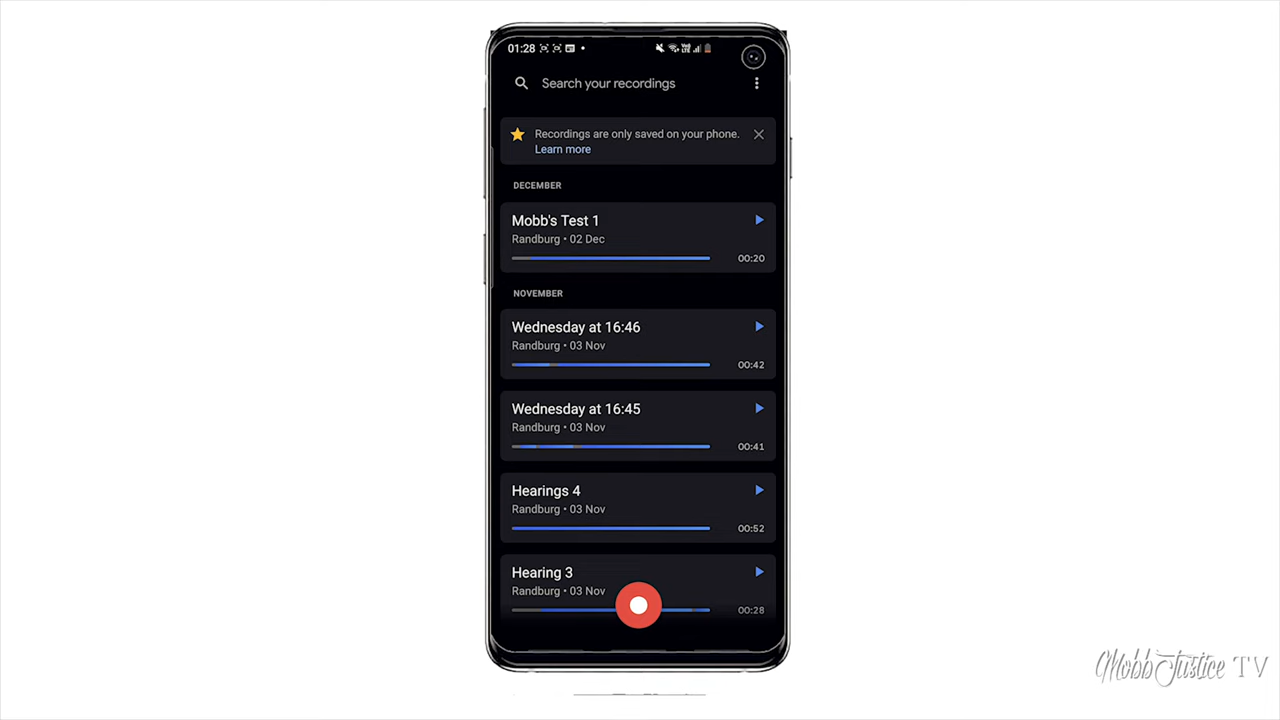 01:28
Search your recordings
Recordings are only saved on your phone.
Learn more
DECEMBER
Mobb's Test 1
Randburg • 02 Dec
00:20
NOVEMBER
Wednesday at 16:46
Randburg • 03 Nov
00:42
Wednesday at 16:45
Randburg • 03 Nov
00:41
Hearings 4
Randburg • 03 Nov
00:52
Hearing 3
Randburg • 03 Nov
00:28
MobbJustice TV